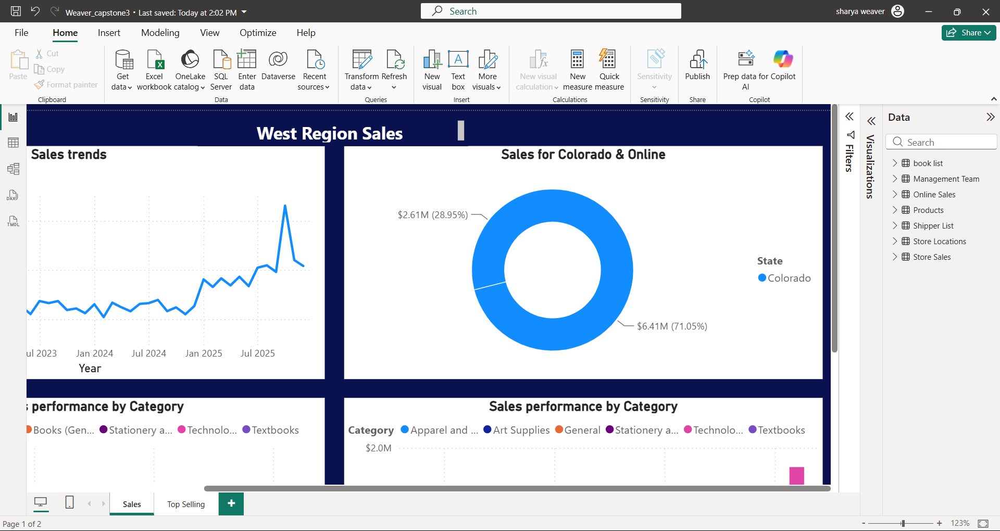 Weaver_capstone3 • Last saved: Today at 2:02 PM
Search
sharya weaver
File Home Insert Modeling View Optimize Help
Share
Paste
Cut
Copy
Format painter
Clipboard
Get data
Excel workbook
OneLake catalog
SQL Server
Enter data
Dataverse
Recent sources
Data
Transform data
Refresh
Queries
New visual
Text box
More visuals
Insert
New visual calculation
New measure
Quick measure
Calculations
Sensitivity
Sensitivity
Publish
Share
Prep data for AI
Copilot
Copilot
DAX
TMDL
West Region Sales
Sales trends
ul 2023 Jan 2024 Jul 2024 Jan 2025 Jul 2025
Year
Sales for Colorado & Online
$2.61M (28.95%)
$6.41M (71.05%)
State
Colorado
s performance by Category
Books (Gen... Stationery a... Technolo... Textbooks
Sales performance by Category
Category Apparel and ... Art Supplies General Stationery a... Technolo... Textbooks
$2.0M
Filters
Visualizations
Data
Search
book list
Management Team
Online Sales
Products
Shipper List
Store Locations
Store Sales
Sales
Top Selling
+
Page 1 of 2
- + 123%